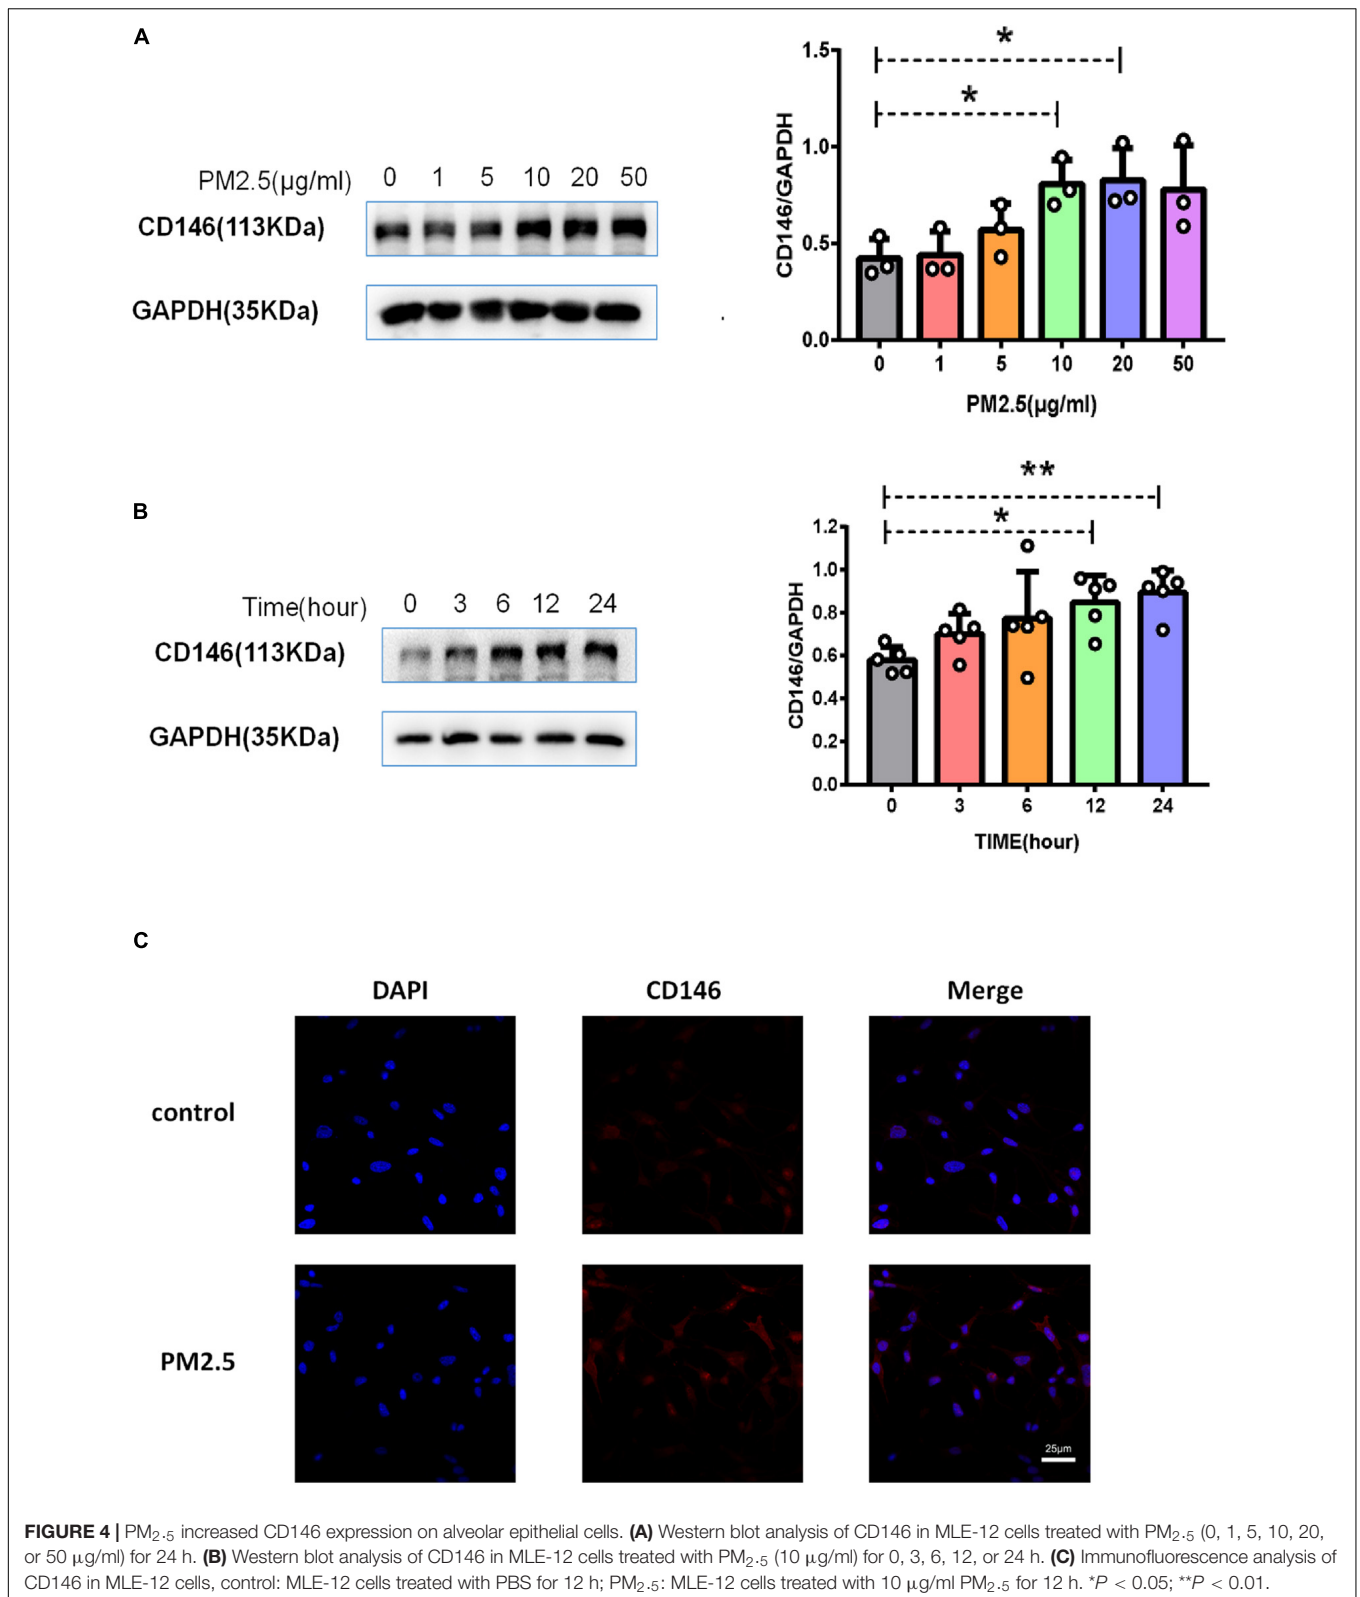 A
PM2.5(µg/ml) 0 1 5 10 20 50
CD146(113KDa)
GAPDH(35KDa)
*
*
CD146/GAPDH
1.5
1.0
0.5
0.0
0 1 5 10 20 50
PM2.5(µg/ml)
B
Time(hour) 0 3 6 12 24
CD146(113KDa)
GAPDH(35KDa)
**
*
CD146/GAPDH
1.2
1.0
0.8
0.6
0.4
0.2
0.0
0 3 6 12 24
TIME(hour)
C
DAPI CD146 Merge
control
PM2.5
25µm
FIGURE 4 | PM2.5 increased CD146 expression on alveolar epithelial cells. (A) Western blot analysis of CD146 in MLE-12 cells treated with PM2.5 (0, 1, 5, 10, 20,
or 50 µg/ml) for 24 h. (B) Western blot analysis of CD146 in MLE-12 cells treated with PM2.5 (10 µg/ml) for 0, 3, 6, 12, or 24 h. (C) Immunofluorescence analysis of
CD146 in MLE-12 cells, control: MLE-12 cells treated with PBS for 12 h; PM2.5: MLE-12 cells treated with 10 µg/ml PM2.5 for 12 h. *P < 0.05; **P < 0.01.